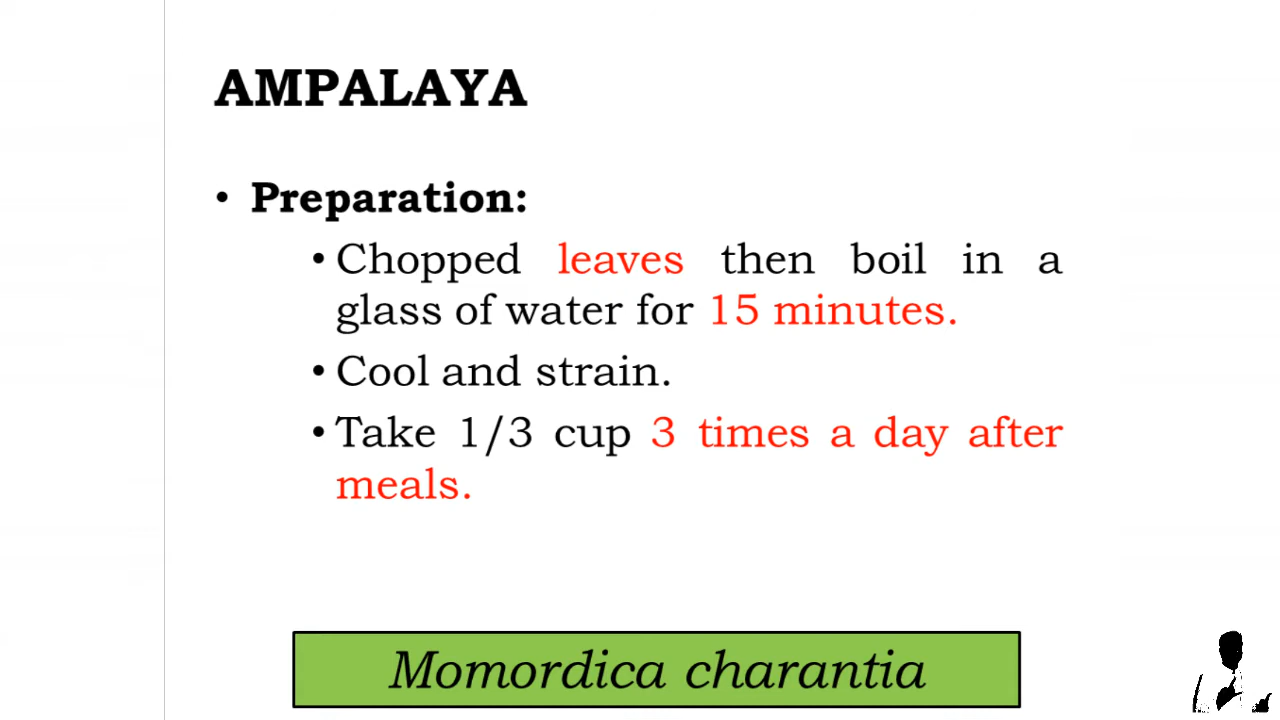 AMPALAYA
• Preparation:
• Chopped leaves then boil in a
glass of water for 15 minutes.
• Cool and strain.
• Take 1/3 cup 3 times a day after
meals.
Momordica charantia